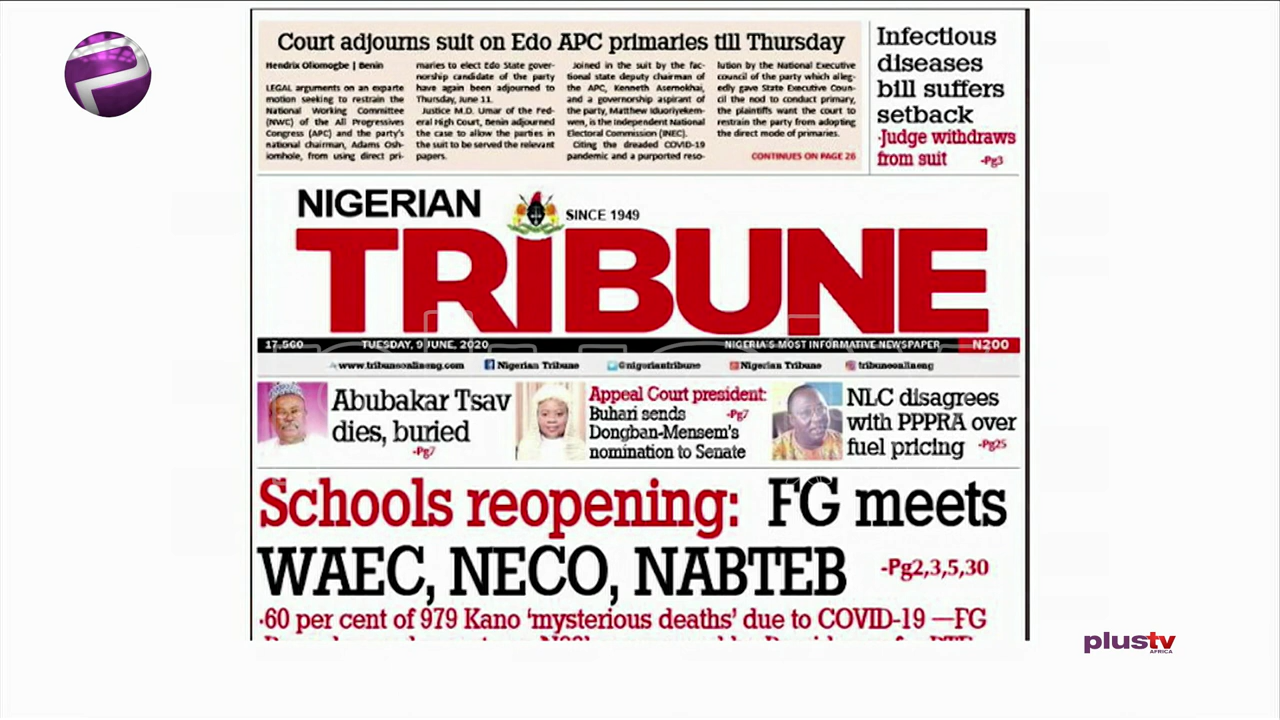 Court adjourns suit on Edo APC primaries till Thursday
Hendrix Oliomogbe | Benin
LEGAL arguments on an exparte
motion seeking to restrain the
National Working Committee
(NWC) of the All Progressives
Congress (APC) and the party's
national chairman, Adams Osh-
iomhole, from using direct pri-
maries to elect Edo State gover-
norship candidate of the party
have again been adjourned to
Thursday, June 11.
Justice M.D. Umar of the Fed-
eral High Court, Benin adjourned
the case to allow the parties in
the suit to be served the relevant
papers.
Joined in the suit by the fac-
tional state deputy chairman of
the APC, Kenneth Asemokhai,
and a governorship aspirant of
the party, Matthew Iduoriyekem-
wen, is the Independent National
Electoral Commission (INEC).
Citing the dreaded COVID-19
pandemic and a purported reso-
lution by the National Executive
council of the party which alleg-
edly gave State Executive Coun-
cil the nod to conduct primary,
the plaintiffs want the court to
restrain the party from adopting
the direct mode of primaries.
CONTINUES ON PAGE 26
Infectious
diseases
bill suffers
setback
·Judge withdraws
from suit -Pg3
NIGERIAN
SINCE 1949
TRIBUNE
17,560 TUESDAY, 9 JUNE, 2020 NIGERIA'S MOST INFORMATIVE NEWSPAPER N200
www.tribuneonlineng.com Nigerian Tribune @nigeriantribune Nigerian Tribune tribuneonlineng
Abubakar Tsav
dies, buried
-Pg7
Appeal Court president:
Buhari sends -Pg7
Dongban-Mensem's
nomination to Senate
NLC disagrees
with PPPRA over
fuel pricing -Pg25
Schools reopening: FG meets
WAEC, NECO, NABTEB -Pg2,3,5,30
·60 per cent of 979 Kano 'mysterious deaths' due to COVID-19 —FG
plustv
AFRICA